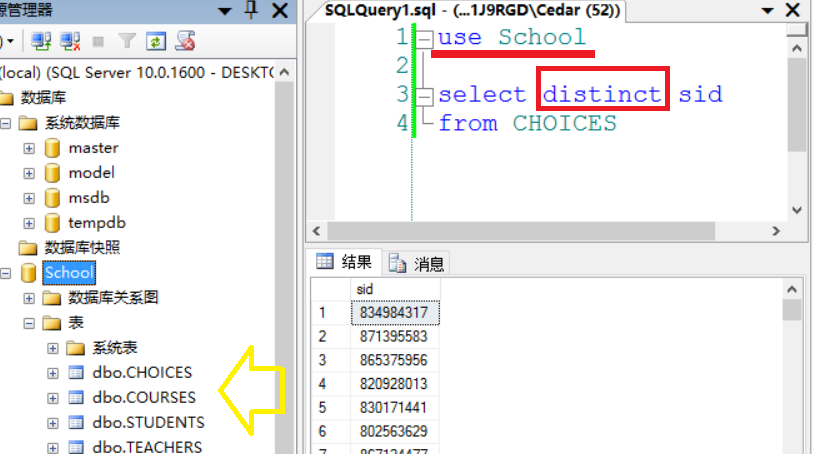 源管理器
(local) (SQL Server 10.0.1600 - DESKTO
数据库
系统数据库
master
model
msdb
tempdb
数据库快照
School
数据库关系图
表
系统表
dbo.CHOICES
dbo.COURSES
dbo.STUDENTS
dbo.TEACHERS
SQLQuery1.sql - (...1J9RGD\Cedar (52))
1 use School
2
3 select distinct sid
4 from CHOICES
结果 消息
sid
1 834984317
2 871395583
3 865375956
4 820928013
5 830171441
6 802563629
7 867134477